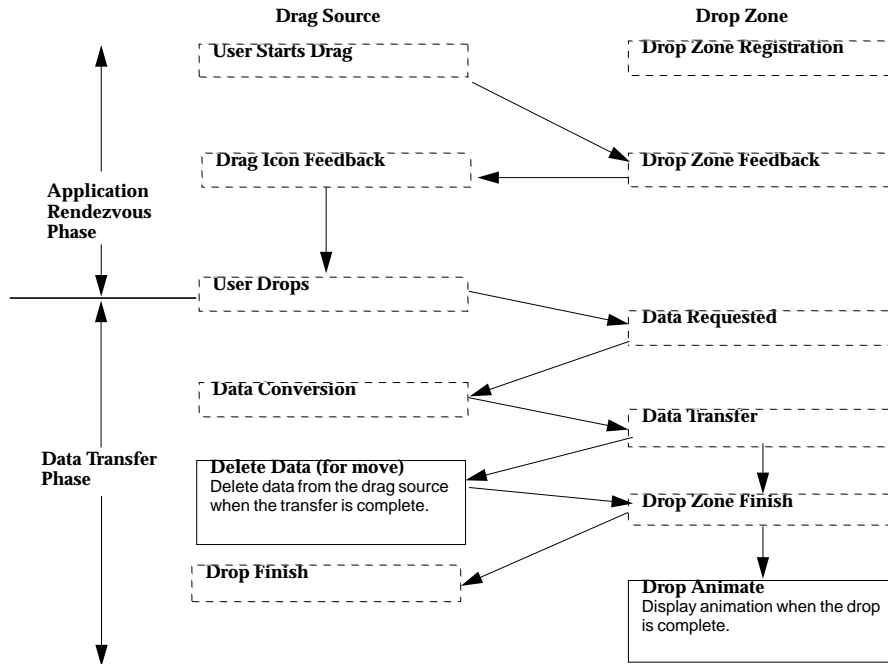 Drag Source
Drop Zone
User Starts Drag
Drop Zone Registration
Drag Icon Feedback
Drop Zone Feedback
Application
Rendezvous
Phase
User Drops
Data Requested
Data Conversion
Data Transfer
Data Transfer
Phase
Delete Data (for move)
Delete data from the drag source
when the transfer is complete.
Drop Zone Finish
Drop Finish
Drop Animate
Display animation when the drop
is complete.